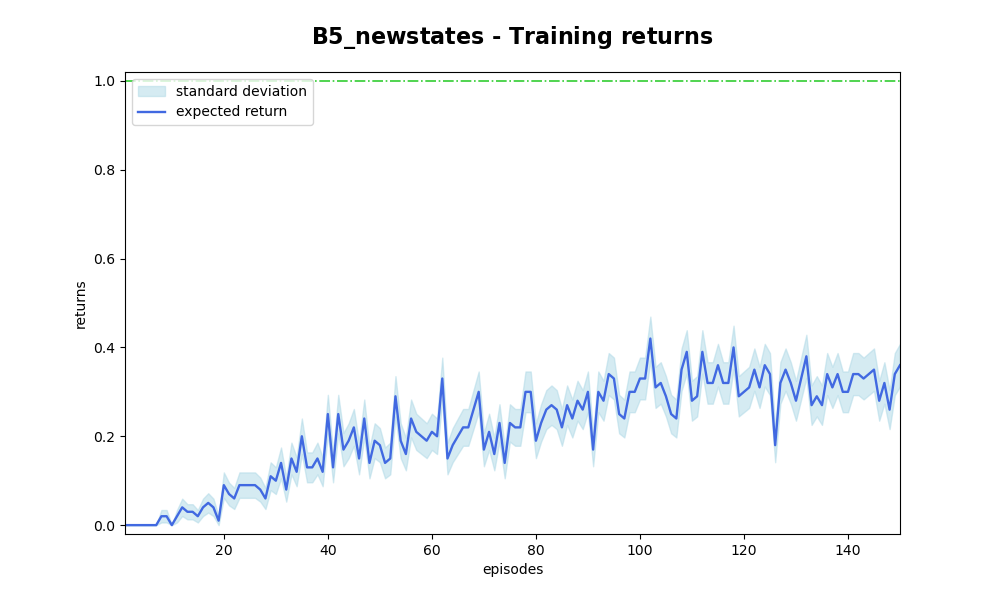 B5_newstates - Training returns
1.0
0.8
0.6
0.4
0.2
0.0
returns
standard deviation
expected return
20 40 60 80 100 120 140
episodes